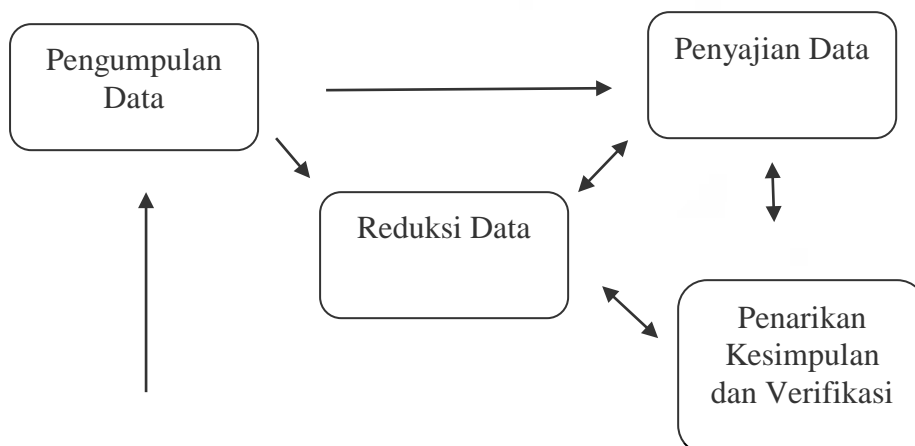 Pengumpulan
Data
Penyajian Data
Reduksi Data
Penarikan
Kesimpulan
dan Verifikasi